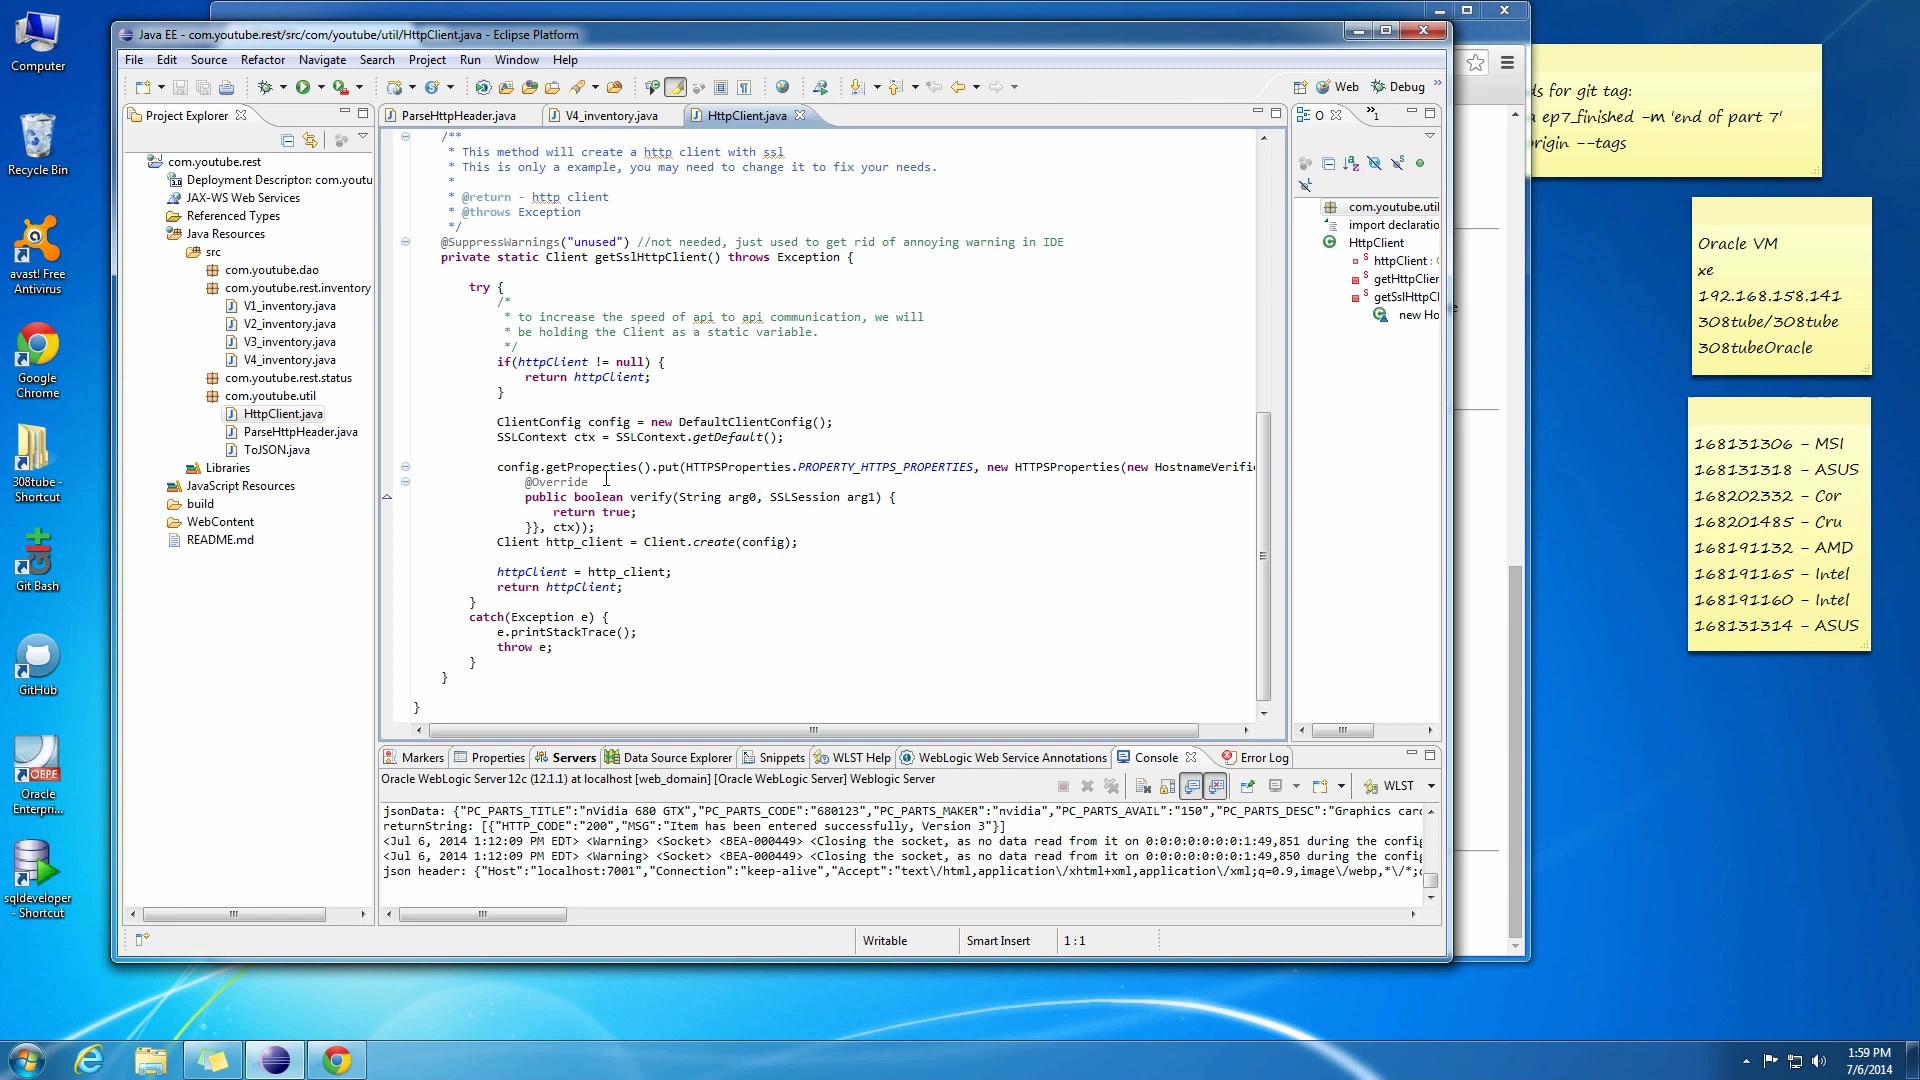 Computer
Recycle Bin
avast! Free
Antivirus
Google
Chrome
308tube -
Shortcut
Git Bash
GitHub
OEPE
Oracle
Enterpri...
sqldeveloper
- Shortcut
Java EE - com.youtube.rest/src/com/youtube/util/HttpClient.java - Eclipse Platform
File Edit Source Refactor Navigate Search Project Run Window Help
Web Debug
Project Explorer
com.youtube.rest
Deployment Descriptor: com.youtu
JAX-WS Web Services
Referenced Types
Java Resources
src
com.youtube.dao
com.youtube.rest.inventory
V1_inventory.java
V2_inventory.java
V3_inventory.java
V4_inventory.java
com.youtube.rest.status
com.youtube.util
HttpClient.java
ParseHttpHeader.java
ToJSON.java
Libraries
JavaScript Resources
build
WebContent
README.md
ParseHttpHeader.java V4_inventory.java HttpClient.java
/**
* This method will create a http client with ssl
* This is only a example, you may need to change it to fix your needs.
*
* @return - http client
* @throws Exception
*/
@SuppressWarnings("unused") //not needed, just used to get rid of annoying warning in IDE
private static Client getSslHttpClient() throws Exception {
try {
/*
* to increase the speed of api to api communication, we will
* be holding the Client as a static variable.
*/
if(httpClient != null) {
return httpClient;
}
ClientConfig config = new DefaultClientConfig();
SSLContext ctx = SSLContext.getDefault();
config.getProperties().put(HTTPSProperties.PROPERTY_HTTPS_PROPERTIES, new HTTPSProperties(new HostnameVerifie
@Override
public boolean verify(String arg0, SSLSession arg1) {
return true;
}}, ctx));
Client http_client = Client.create(config);
httpClient = http_client;
return httpClient;
}
catch(Exception e) {
e.printStackTrace();
throw e;
}
}
}
O
1
com.youtube.util
import declaratio
HttpClient
httpClient :
getHttpClier
getSslHttpCl
new Ho
Markers Properties Servers Data Source Explorer Snippets WLST Help WebLogic Web Service Annotations Console Error Log
Oracle WebLogic Server 12c (12.1.1) at localhost [web_domain] [Oracle WebLogic Server] Weblogic Server
WLST
jsonData: {"PC_PARTS_TITLE":"nVidia 680 GTX","PC_PARTS_CODE":"680123","PC_PARTS_MAKER":"nvidia","PC_PARTS_AVAIL":"150","PC_PARTS_DESC":"Graphics card
returnString: [{"HTTP_CODE":"200","MSG":"Item has been entered successfully, Version 3"}]
<Jul 6, 2014 1:12:09 PM EDT> <Warning> <Socket> <BEA-000449> <Closing the socket, as no data read from it on 0:0:0:0:0:0:0:1:49,851 during the config
<Jul 6, 2014 1:12:09 PM EDT> <Warning> <Socket> <BEA-000449> <Closing the socket, as no data read from it on 0:0:0:0:0:0:0:1:49,850 during the config
json header: {"Host":"localhost:7001","Connection":"keep-alive","Accept":"text\/html,application\/xhtml+xml,application\/xml;q=0.9,image\/webp,*\/*;q
Writable Smart Insert 1 : 1
ds for git tag:
a ep7_finished -m 'end of part 7'
origin --tags
Oracle VM
xe
192.168.158.141
308tube/308tube
308tubeOracle
168131306 - MSI
168131318 - ASUS
168202332 - Cor
168201485 - Cru
168191132 - AMD
168191165 - Intel
168191160 - Intel
168131314 - ASUS
1:59 PM
7/6/2014